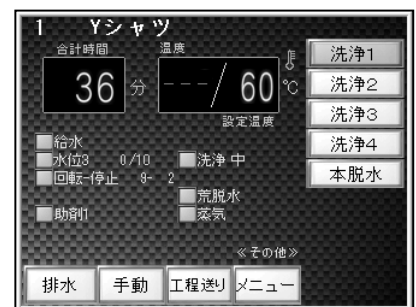 1 Yシャツ
合計時間
36 分
温度
---/ 60 ℃
設定温度
給水
水位3 0/10
回転-停止 9- 2
助剤1
洗浄 中
荒脱水
蒸気
≪その他≫
洗浄1
洗浄2
洗浄3
洗浄4
本脱水
排水
手動
工程送り
メニュー